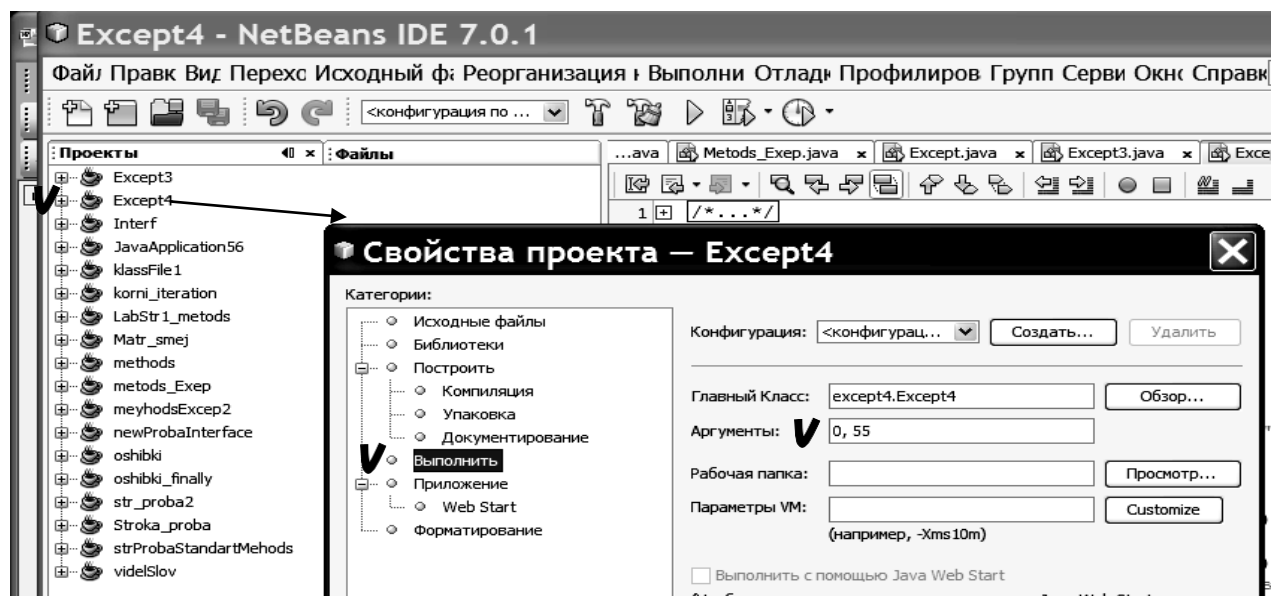 Except4 - NetBeans IDE 7.0.1
Файл Правк Вид Перехо Исходный фа Реорганизация к Выполни Отладк Профилиров Групп Серви Окно Справк
<конфигурация по ...
Проекты
Файлы
...ava Metods_Exep.java Except.java Except3.java Exce
1 /*...*/
Except3
Except4
Interf
JavaApplication56
klassFile1
korni_iteration
LabStr1_metods
Matr_smej
methods
metods_Exep
meyhodsExcep2
newProbaInterface
oshibki
oshibki_finally
str_proba2
Stroka_proba
strProbaStandartMehods
videlSlov
Свойства проекта — Except4
Категории:
Исходные файлы
Библиотеки
Построить
Компиляция
Упаковка
Документирование
Выполнить
Приложение
Web Start
Форматирование
Конфигурация: <конфигурац... Создать... Удалить
Главный Класс: except4.Except4 Обзор...
Аргументы: 0, 55
Рабочая папка: Просмотр...
Параметры VM: Customize
(например, -Xms10m)
Выполнить с помощью Java Web Start